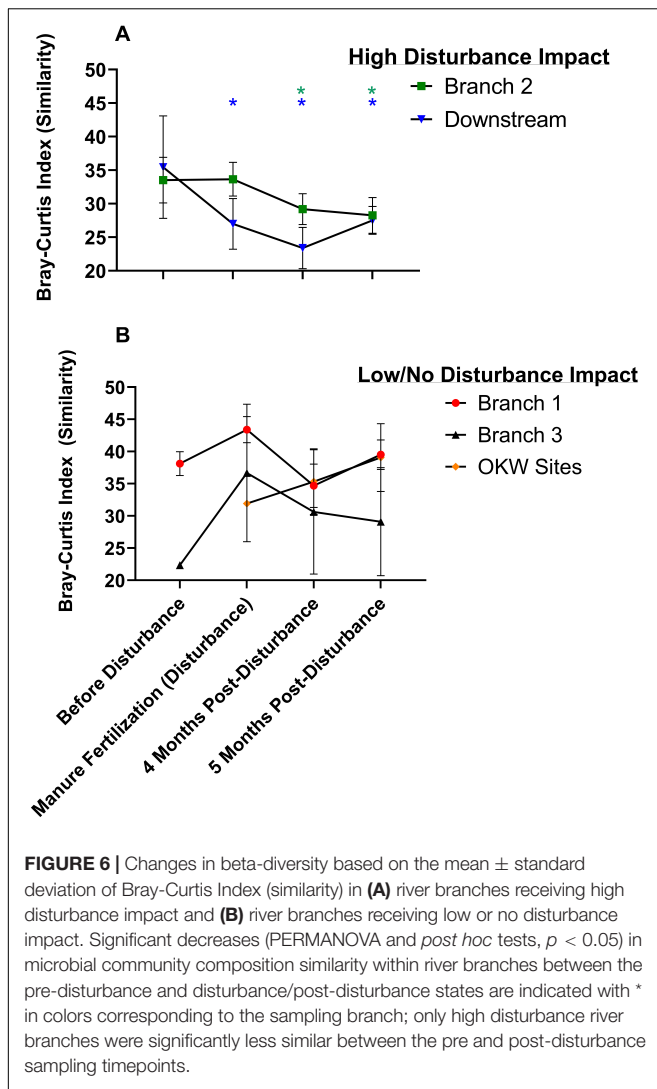 A
High Disturbance Impact
Branch 2
Downstream
Bray-Curtis Index (Similarity)
50
45
40
35
30
25
20
* *
* * *
B
Low/No Disturbance Impact
Branch 1
Branch 3
OKW Sites
Bray-Curtis Index (Similarity)
50
45
40
35
30
25
20
Before Disturbance
Manure Fertilization (Disturbance)
4 Months Post-Disturbance
5 Months Post-Disturbance
FIGURE 6 | Changes in beta-diversity based on the mean ± standard
deviation of Bray-Curtis Index (similarity) in (A) river branches receiving high
disturbance impact and (B) river branches receiving low or no disturbance
impact. Significant decreases (PERMANOVA and post hoc tests, p < 0.05) in
microbial community composition similarity within river branches between the
pre-disturbance and disturbance/post-disturbance states are indicated with *
in colors corresponding to the sampling branch; only high disturbance river
branches were significantly less similar between the pre and post-disturbance
sampling timepoints.